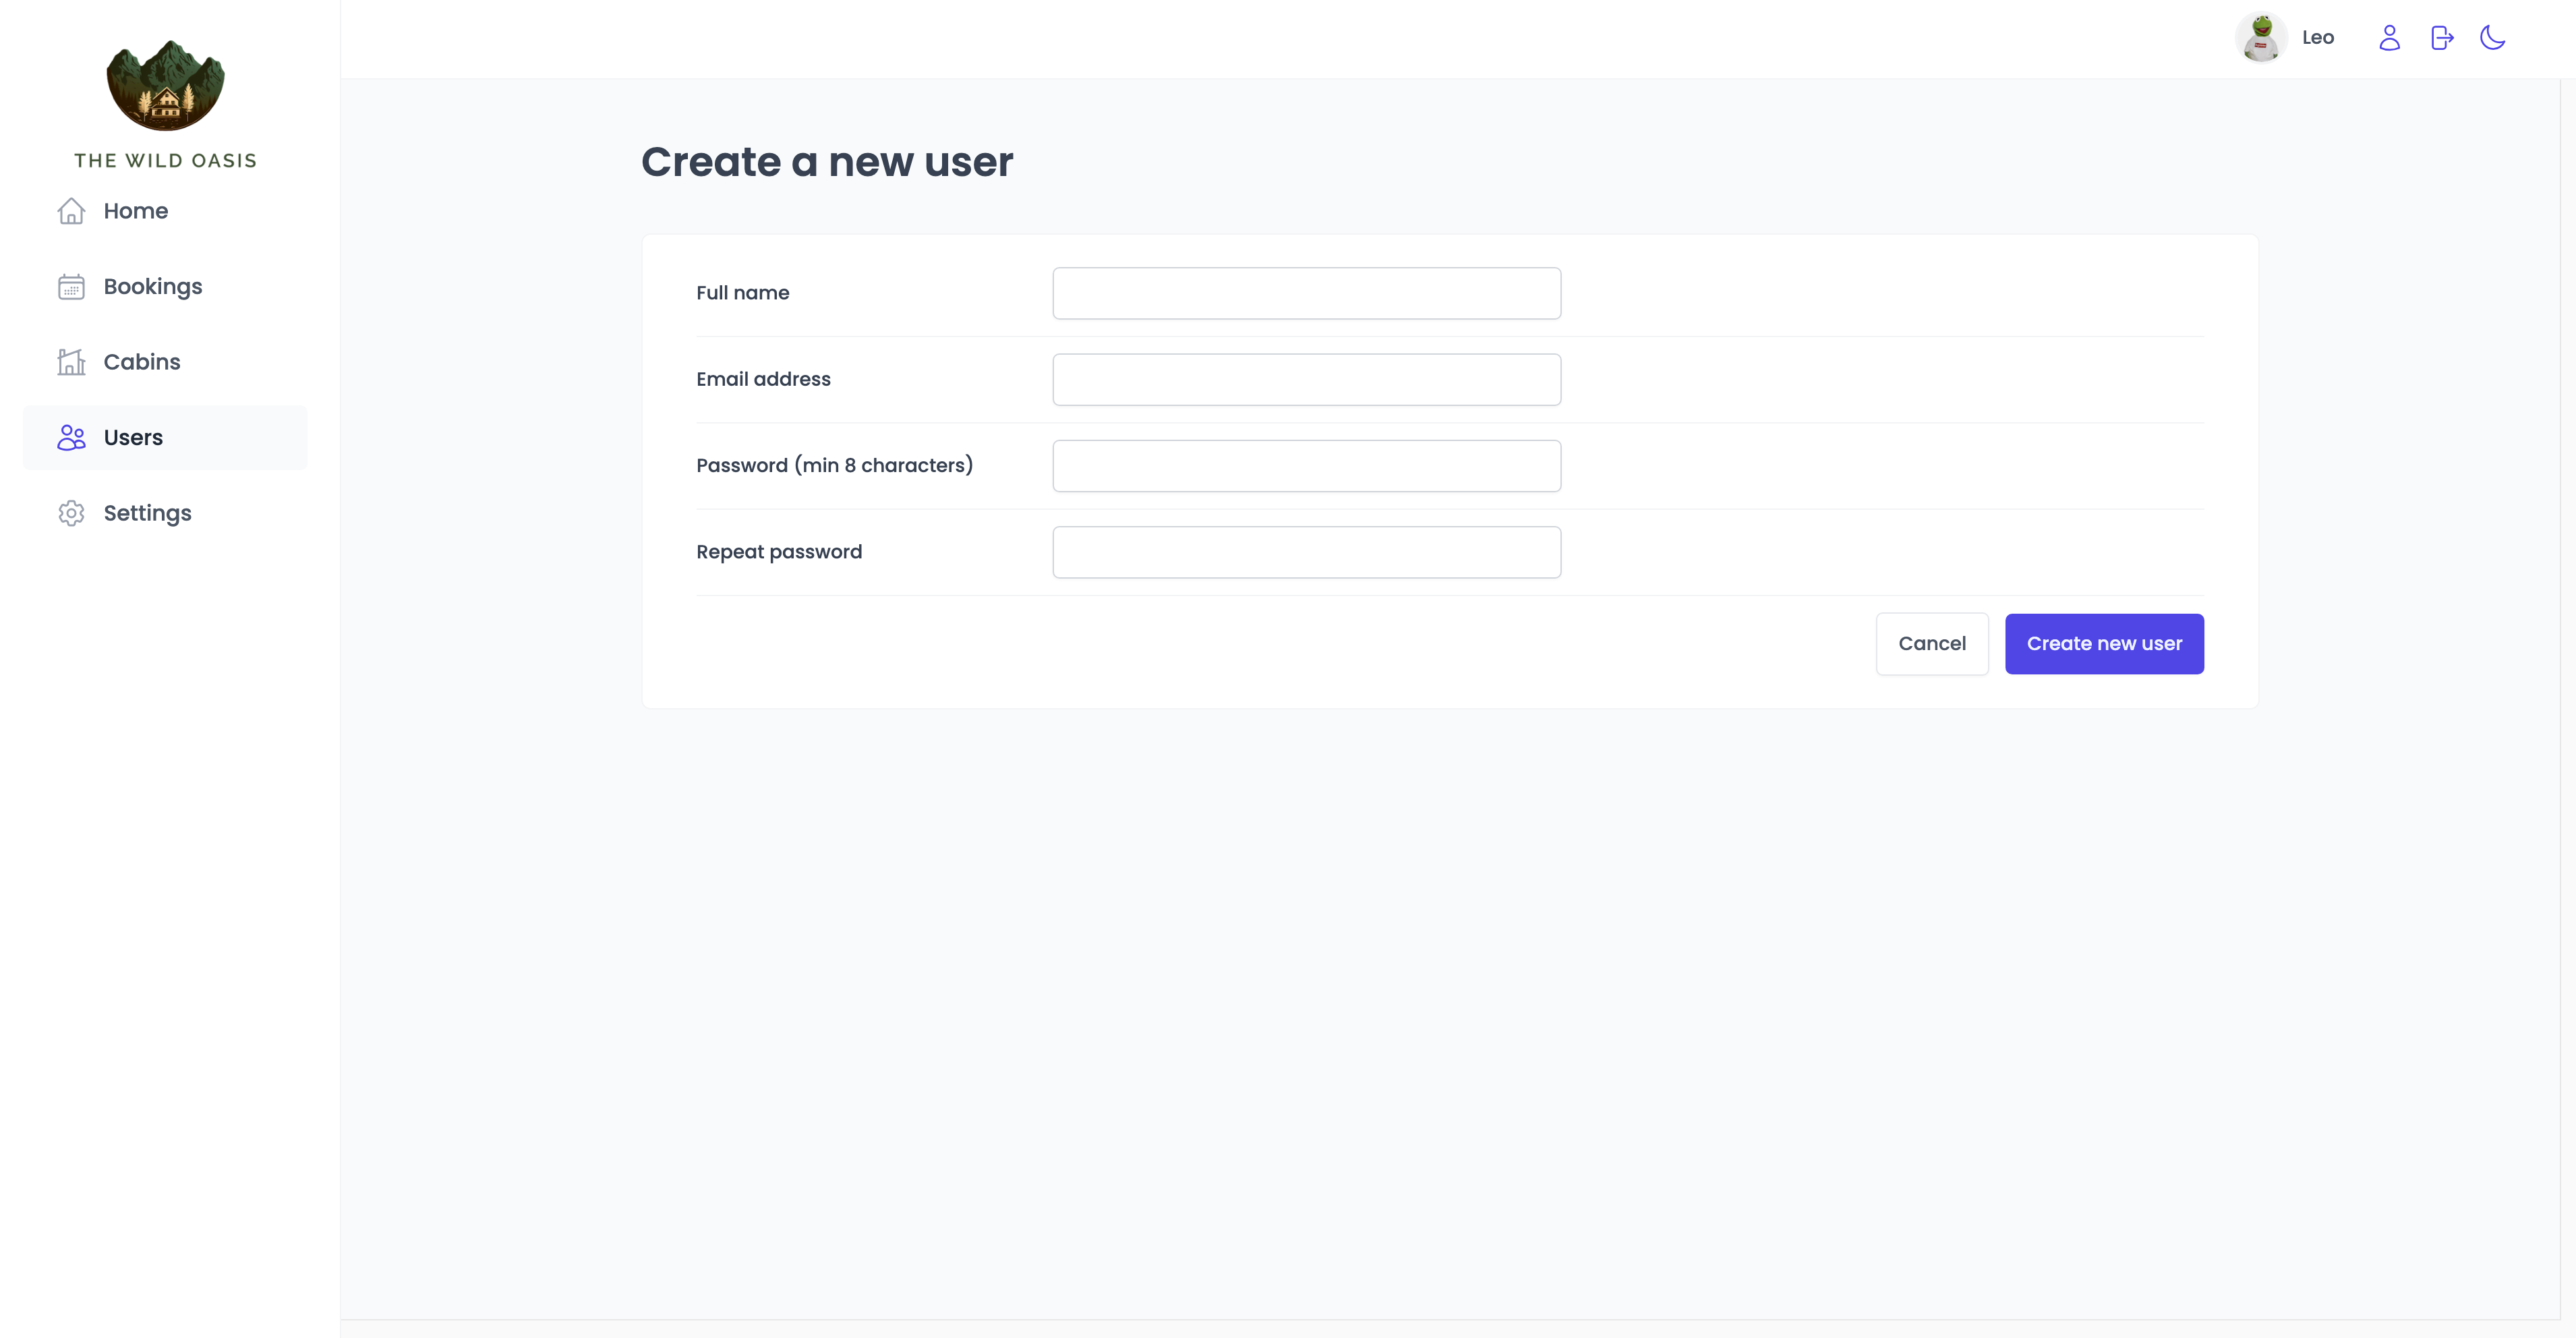 THE WILD OASIS
Home
Bookings
Cabins
Users
Settings
Leo
Create a new user
Full name
Email address
Password (min 8 characters)
Repeat password
Cancel
Create new user